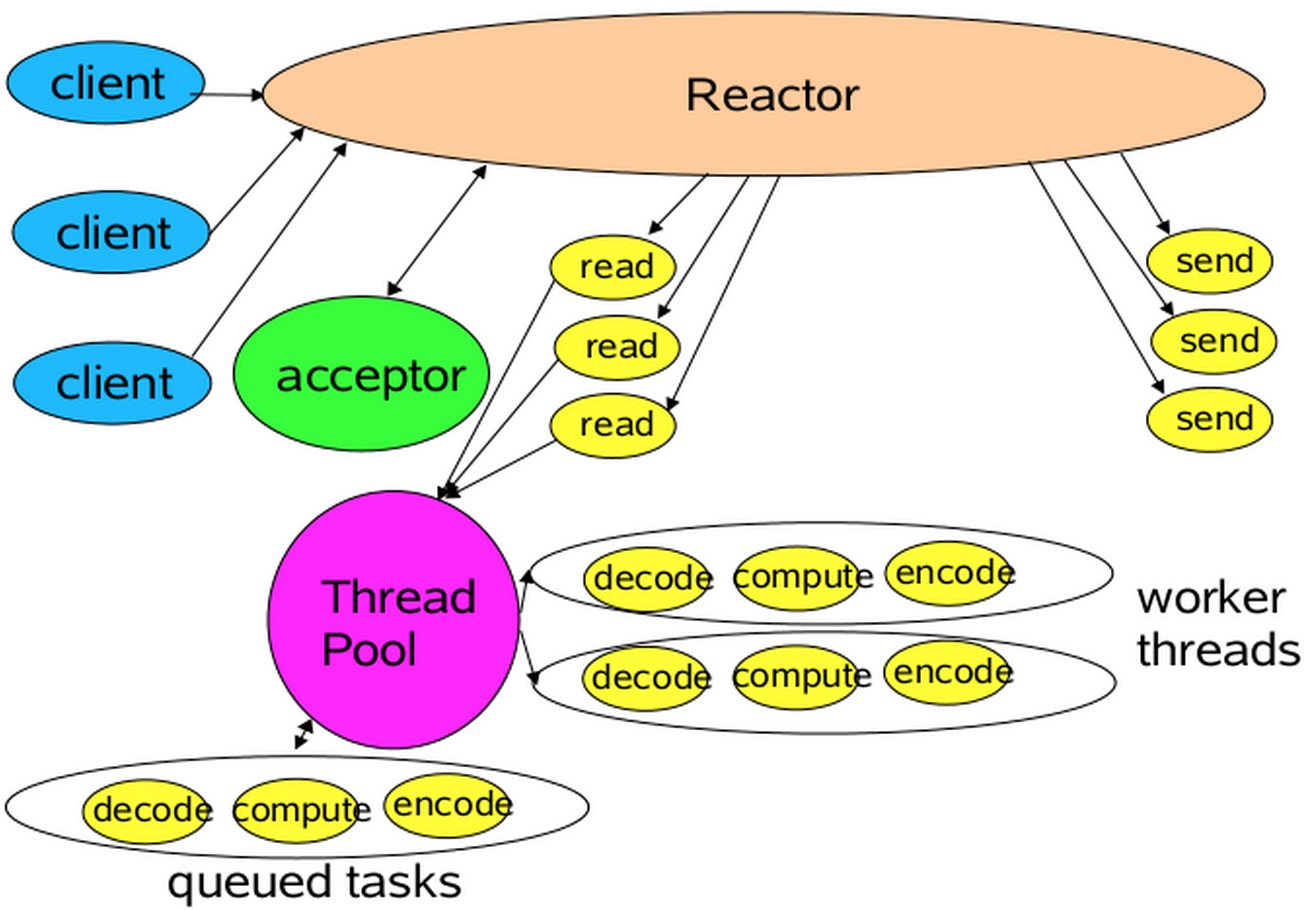 client
Reactor
client
client
acceptor
read
read
read
send
send
send
Thread
Pool
decode compute encode
decode compute encode
worker
threads
decode compute encode
queued tasks